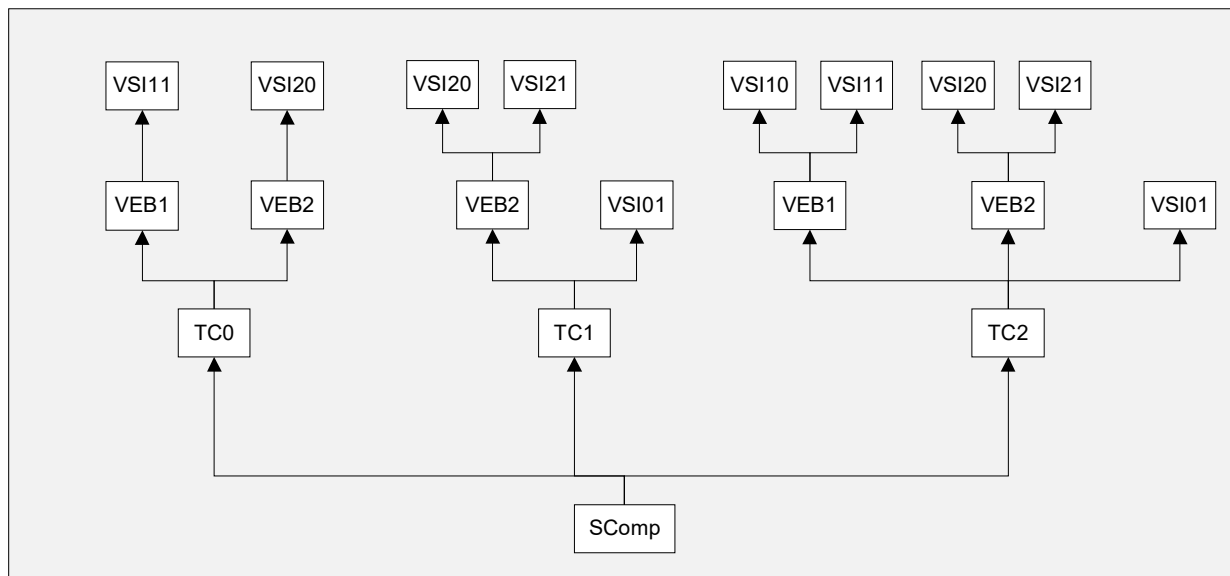 VSI11 VSI20 VSI20 VSI21 VSI10 VSI11 VSI20 VSI21
VEB1 VEB2 VEB2 VSI01 VEB1 VEB2 VSI01
TC0 TC1 TC2
SComp